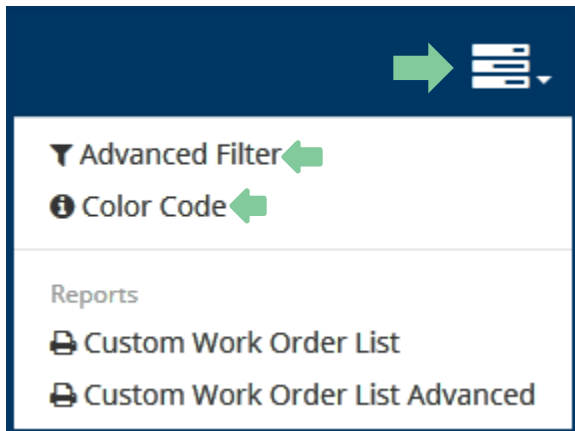 Advanced Filter
Color Code
Reports
Custom Work Order List
Custom Work Order List Advanced